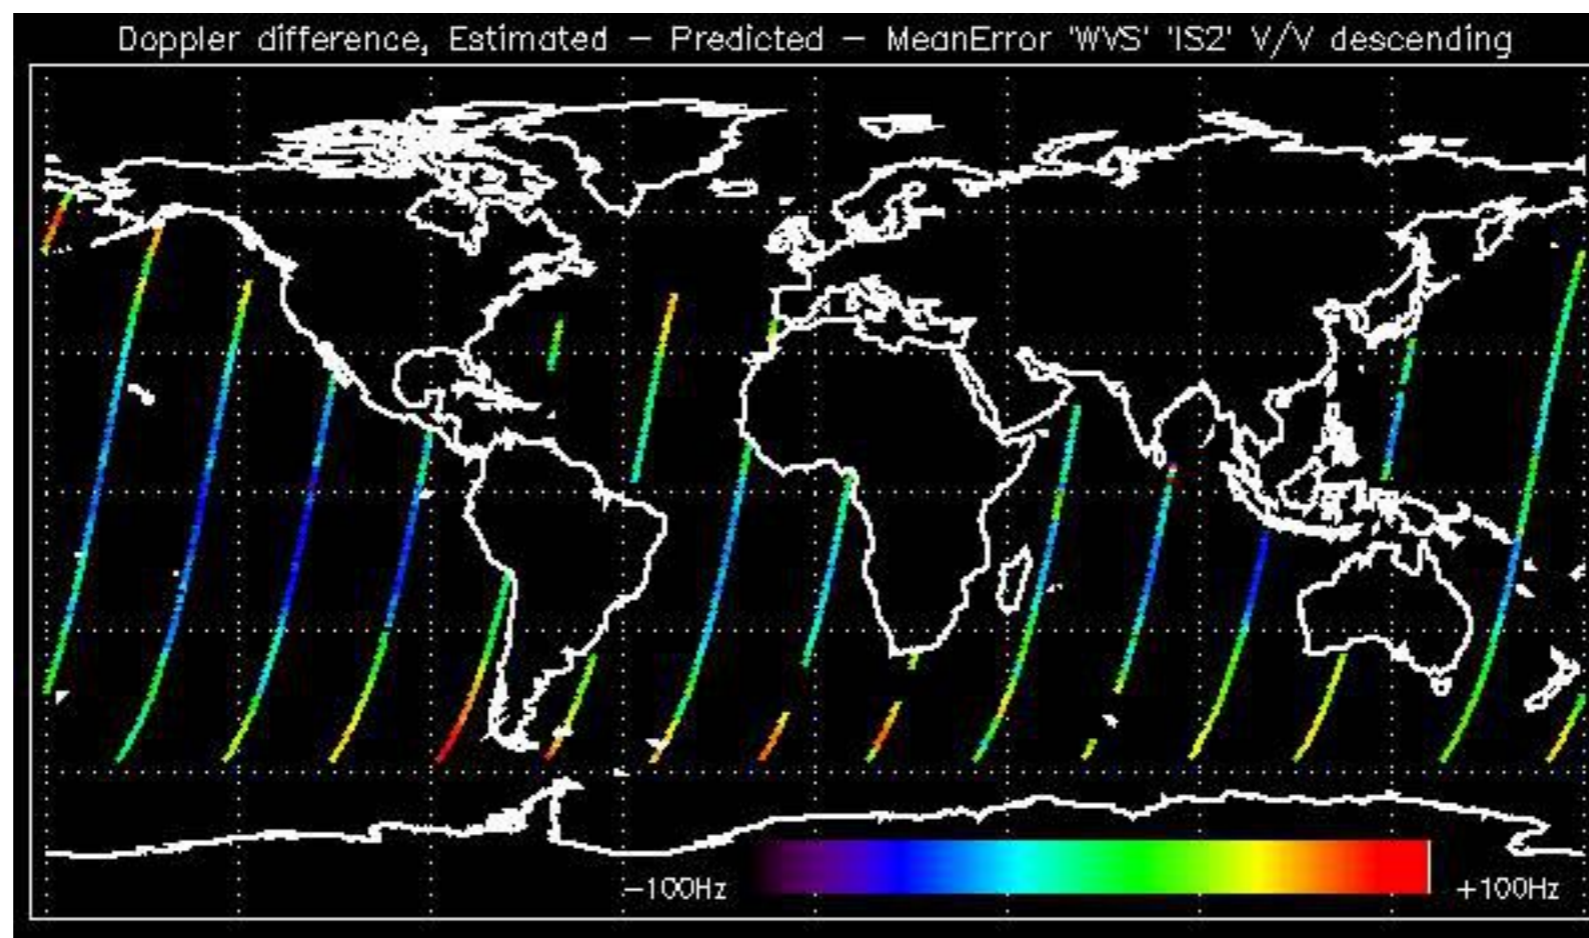 Doppler difference, Estimated – Predicted – MeanError 'WVS' 'IS2' V/V descending
–100Hz
+100Hz